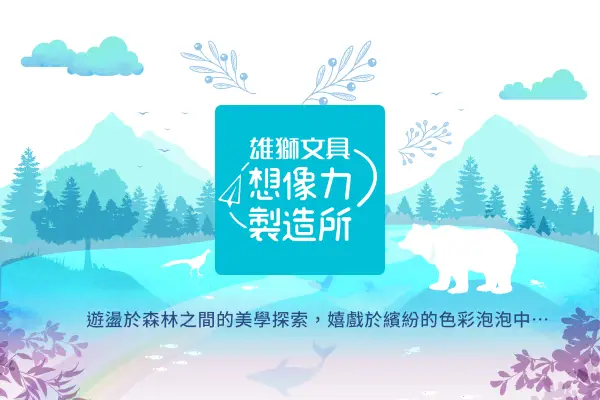 雄獅文具
想像力
製造所
遊盪於森林之間的美學探索，嬉戲於繽紛的色彩泡泡中…